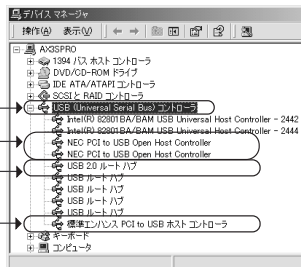 デバイス マネージャ
操作(A) 表示(V)
AX3SPRO
1394 バス ホスト コントローラ
DVD/CD-ROM ドライブ
IDE ATA/ATAPI コントローラ
SCSI と RAID コントローラ
USB (Universal Serial Bus) コントローラ
Intel(R) 82801BA/BAM USB Universal Host Controller - 2442
Intel(R) 82801BA/BAM USB Universal Host Controller - 2444
NEC PCI to USB Open Host Controller
NEC PCI to USB Open Host Controller
USB 2.0 ルート ハブ
USB ルート ハブ
USB ルート ハブ
USB ルート ハブ
USB ルート ハブ
標準エンハンス PCI to USB ホスト コントローラ
キーボード
コンピュータ